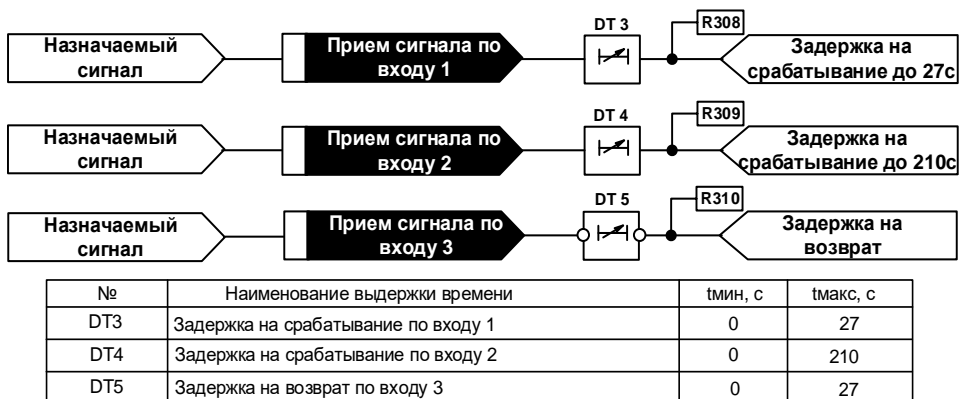 DT 3
R308
Назначаемый
сигнал
Прием сигнала по
входу 1
Задержка на
срабатывание до 27с
DT 4
R309
Назначаемый
сигнал
Прием сигнала по
входу 2
Задержка на
срабатывание до 210с
DT 5
R310
Назначаемый
сигнал
Прием сигнала по
входу 3
Задержка на
возврат
№ Наименование выдержки времени tмин, с tмакс, с
DT3 Задержка на срабатывание по входу 1 0 27
DT4 Задержка на срабатывание по входу 2 0 210
DT5 Задержка на возврат по входу 3 0 27